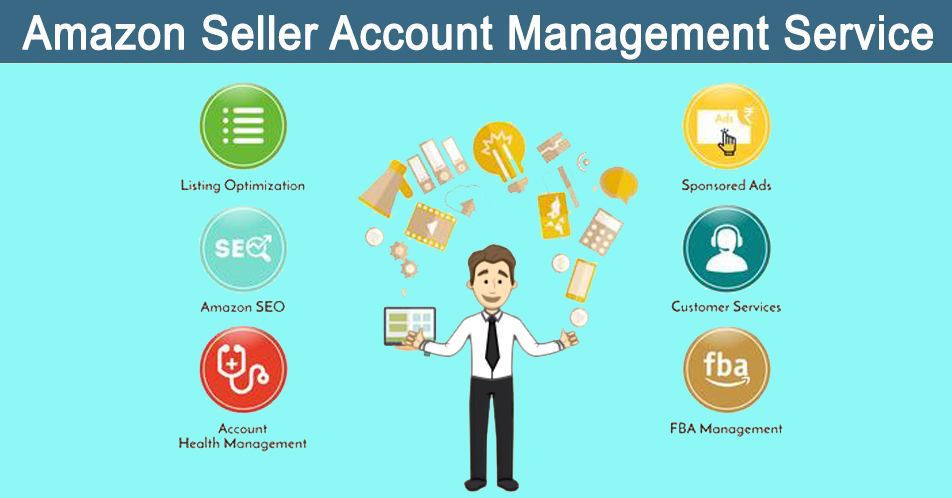 Amazon Seller Account Management Service
Listing Optimization
SEO
Amazon SEO
Account
Health Management
Ads
₹
Sponsored Ads
Customer Services
fba
FBA Management